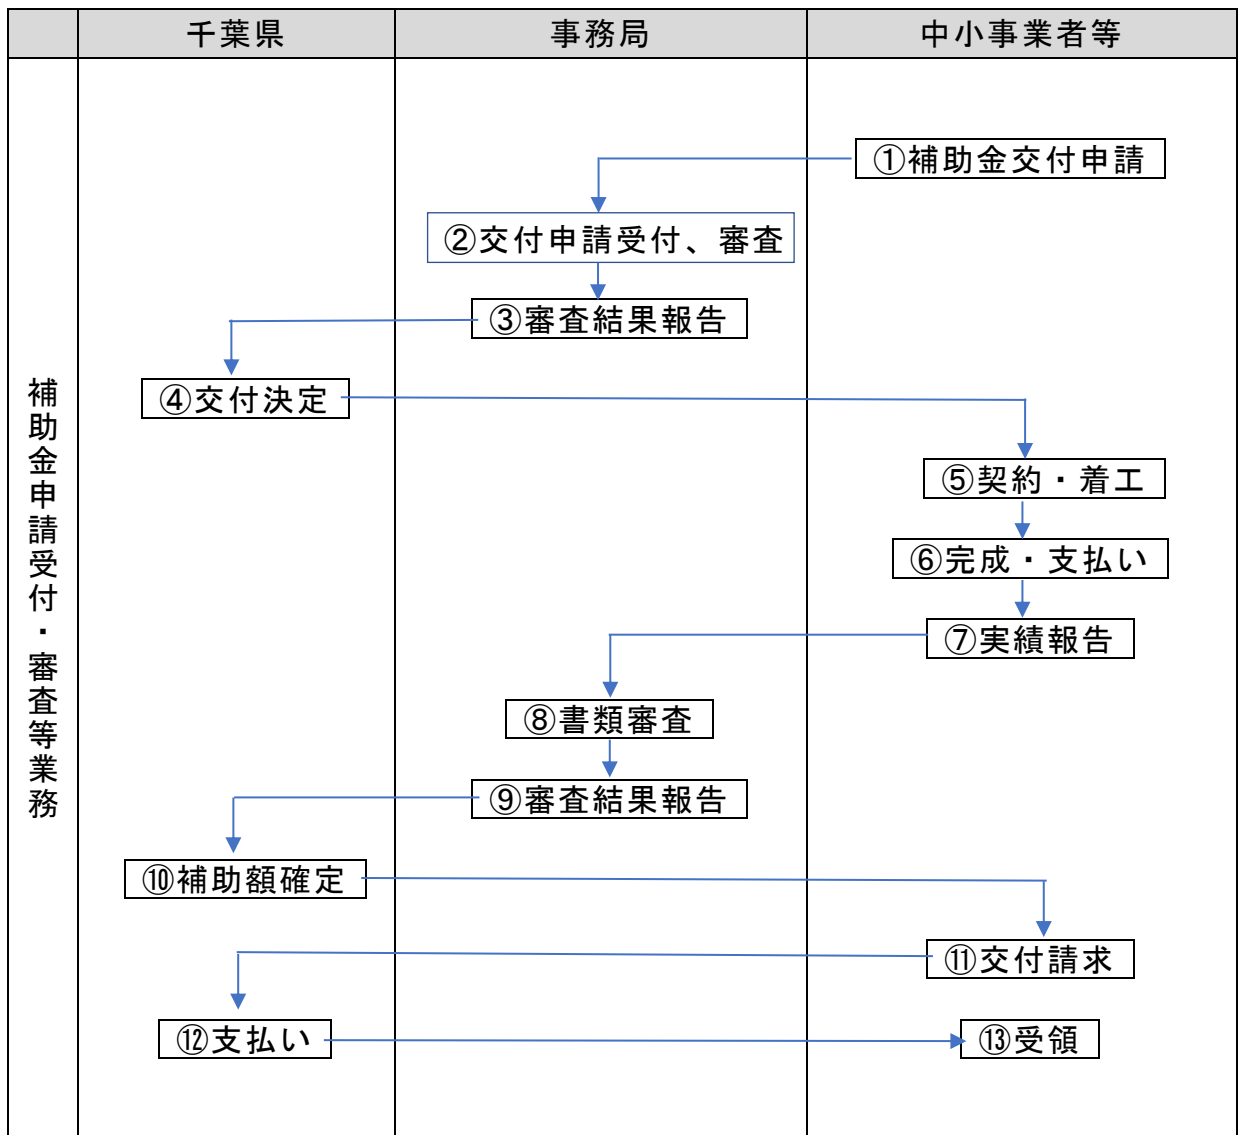 千葉県
事務局
中小事業者等
補助金申請受付・審査等業務
①補助金交付申請
②交付申請受付、審査
③審査結果報告
④交付決定
⑤契約・着工
⑥完成・支払い
⑦実績報告
⑧書類審査
⑨審査結果報告
⑩補助額確定
⑪交付請求
⑫支払い
⑬受領